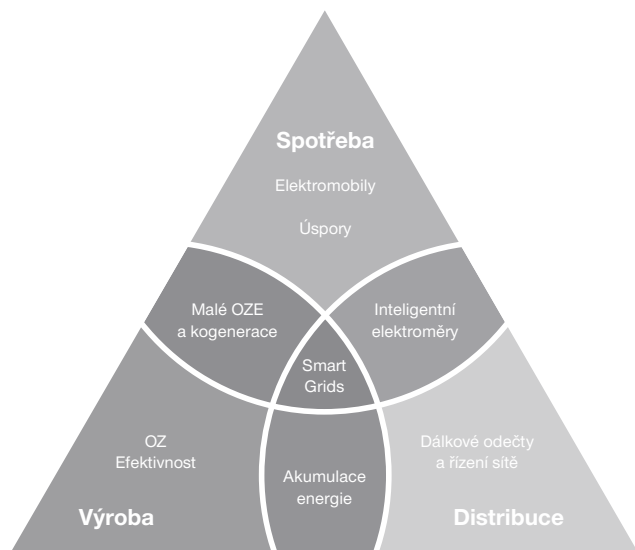 Spotřeba
Elektromobily
Úspory
Malé OZE
a kogenerace
Inteligentní
elektroměry
Smart
Grids
OZ
Efektivnost
Výroba
Akumulace
energie
Dálkové odečty
a řízení sítě
Distribuce